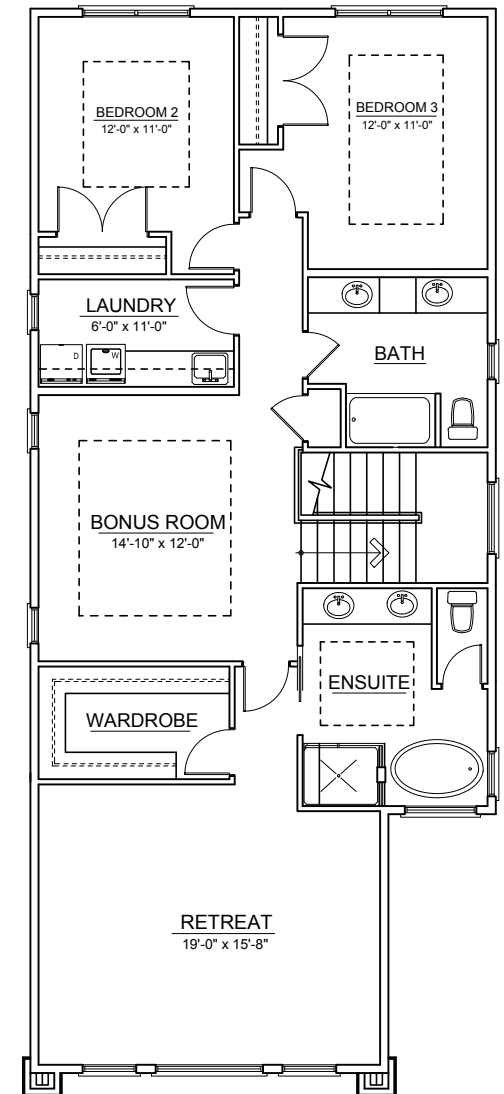 BEDROOM 2
12'-0" x 11'-0"
BEDROOM 3
12'-0" x 11'-0"
LAUNDRY
6'-0" x 11'-0"
D
W
BATH
BONUS ROOM
14'-10" x 12'-0"
ENSUITE
WARDROBE
RETREAT
19'-0" x 15'-8"